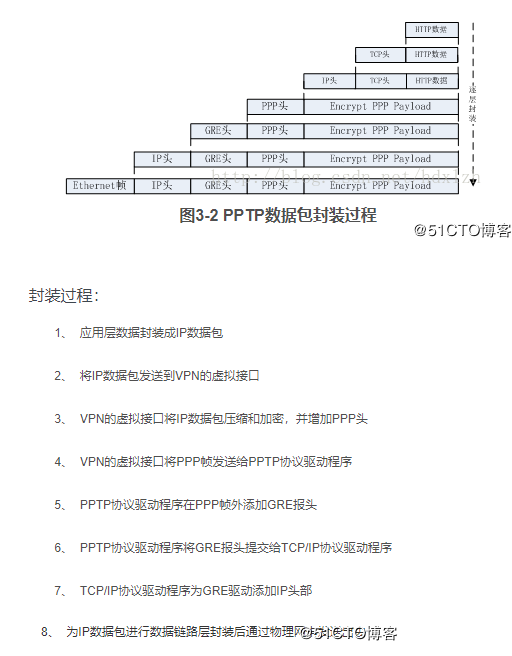 HTTP数据
TCP头 HTTP数据
IP头 TCP头 HTTP数据
PPP头 Encrypt PPP Payload
GRE头 PPP头 Encrypt PPP Payload
IP头 GRE头 PPP头 Encrypt PPP Payload
Ethernet帧 IP头 GRE头 PPP头 Encrypt PPP Payload
逐层封装
http://blog.csdn.net/hdxlzh
图3-2 PPTP数据包封装过程
@51CTO博客
封装过程：
1、 应用层数据封装成IP数据包
2、 将IP数据包发送到VPN的虚拟接口
3、 VPN的虚拟接口将IP数据包压缩和加密，并增加PPP头
4、 VPN的虚拟接口将PPP帧发送给PPTP协议驱动程序
5、 PPTP协议驱动程序在PPP帧外添加GRE报头
6、 PPTP协议驱动程序将GRE报头提交给TCP/IP协议驱动程序
7、 TCP/IP协议驱动程序为GRE驱动添加IP头部
8、 为IP数据包进行数据链路层封装后通过物理网
@51CTO博客